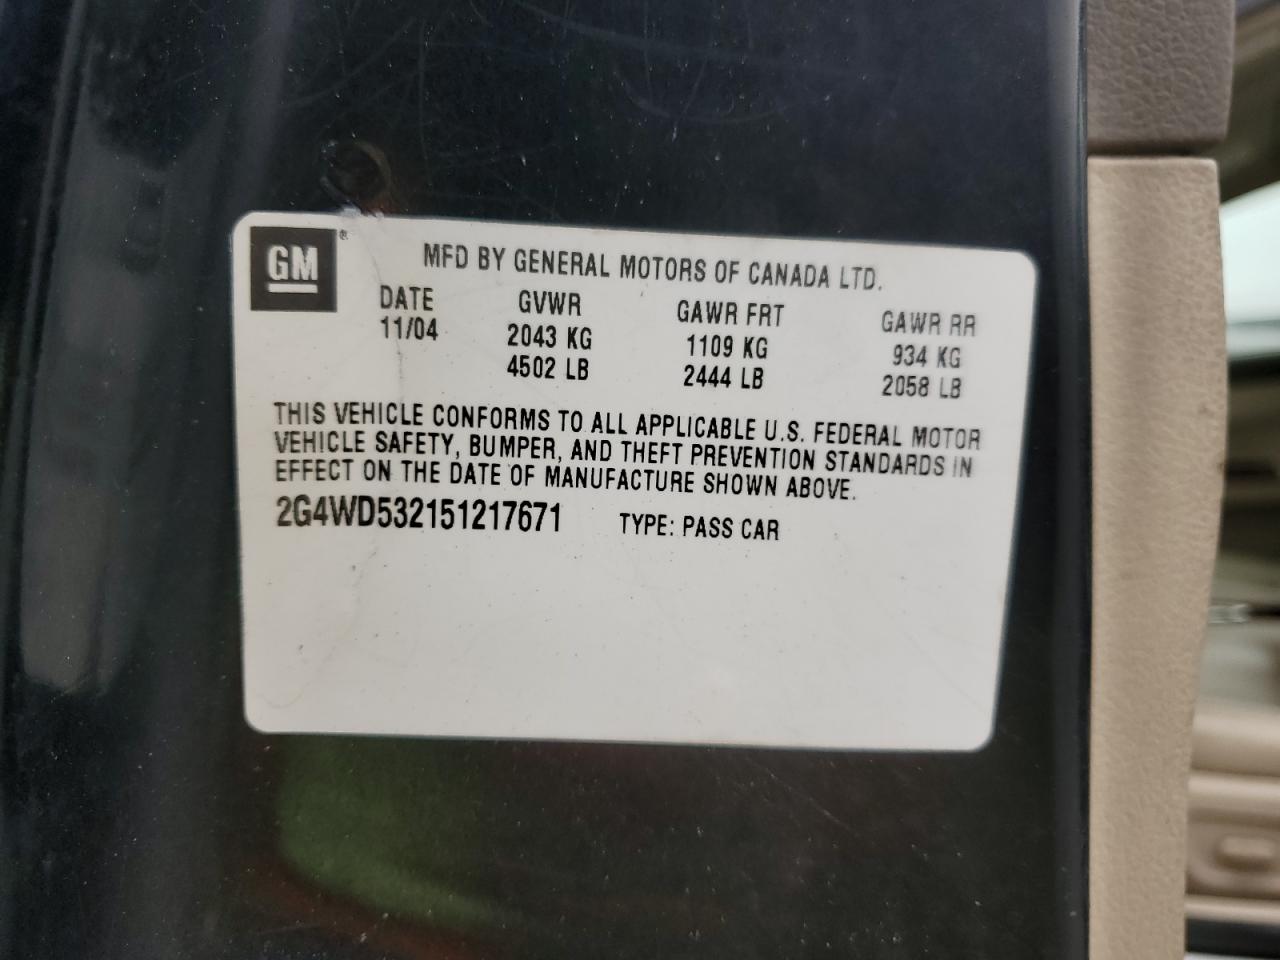 GM ®
MFD BY GENERAL MOTORS OF CANADA LTD.
DATE GVWR GAWR FRT GAWR RR
11/04 2043 KG 1109 KG 934 KG
4502 LB 2444 LB 2058 LB
THIS VEHICLE CONFORMS TO ALL APPLICABLE U.S. FEDERAL MOTOR
VEHICLE SAFETY, BUMPER, AND THEFT PREVENTION STANDARDS IN
EFFECT ON THE DATE OF MANUFACTURE SHOWN ABOVE.
2G4WD532151217671 TYPE: PASS CAR